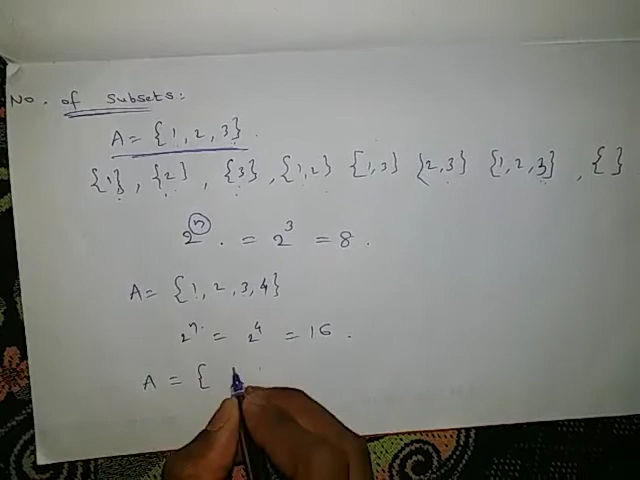 No. of Subsets:
A = {1, 2, 3}.
{1}, {2}, {3}, {1, 2} {1, 3} {2, 3} {1, 2, 3}, {}
2ⁿ. = 2³ = 8.
A = {1, 2, 3, 4}
2ⁿ = 2⁴ = 16.
A = {